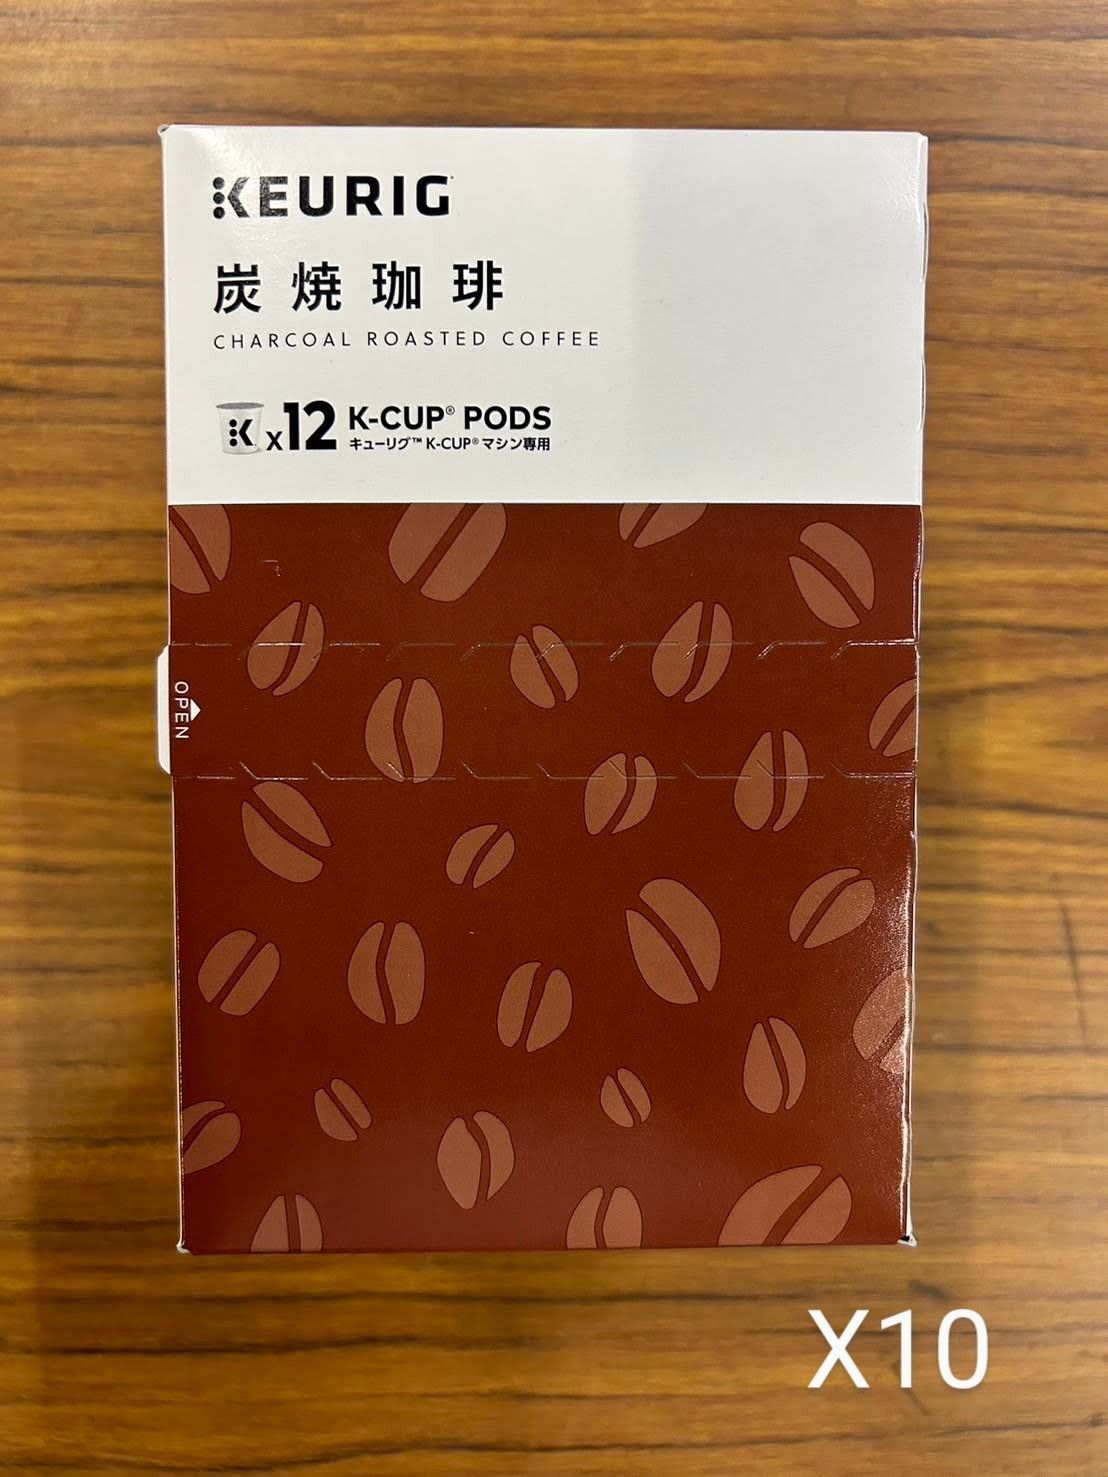 KEURIG
炭焼珈琲
CHARCOAL ROASTED COFFEE
K x12 K-CUP® PODS
キューリグ™ K-CUP® マシン専用
OPEN
X10